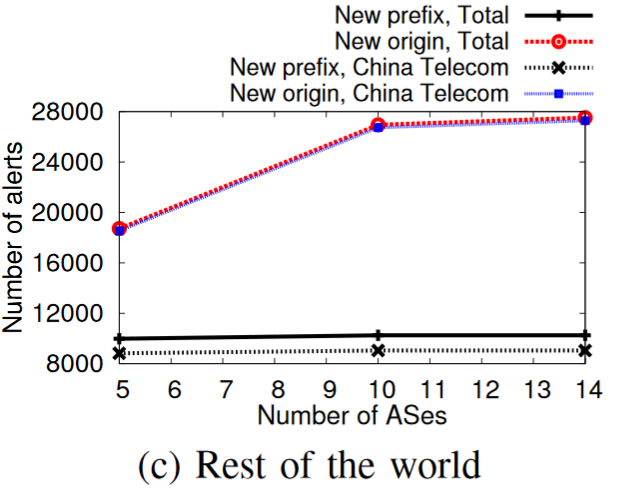 New prefix, Total
New origin, Total
New prefix, China Telecom
New origin, China Telecom
28000
24000
20000
16000
12000
8000
Number of alerts
5 6 7 8 9 10 11 12 13 14
Number of ASes
(c) Rest of the world